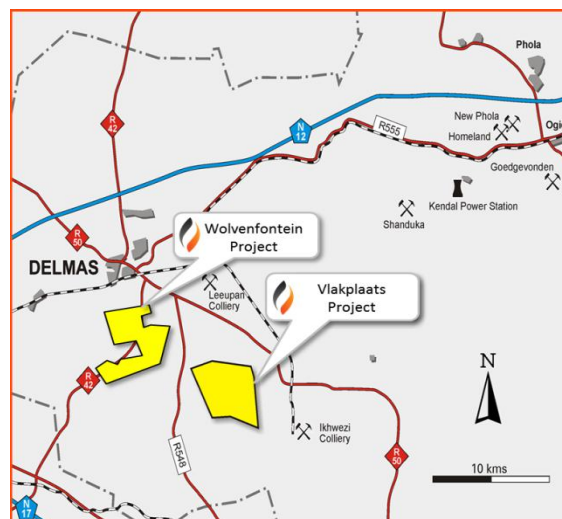 Phola
R
42
N
12
R555
New Phola
Homeland
Goedgevonden
Kendal Power Station
Shanduka
R
50
Wolvenfontein
Project
DELMAS
Leeupan
Colliery
Vlakplaats
Project
R
42
N
R548
Ikhwezi
Colliery
R
50
10 kms
N
17